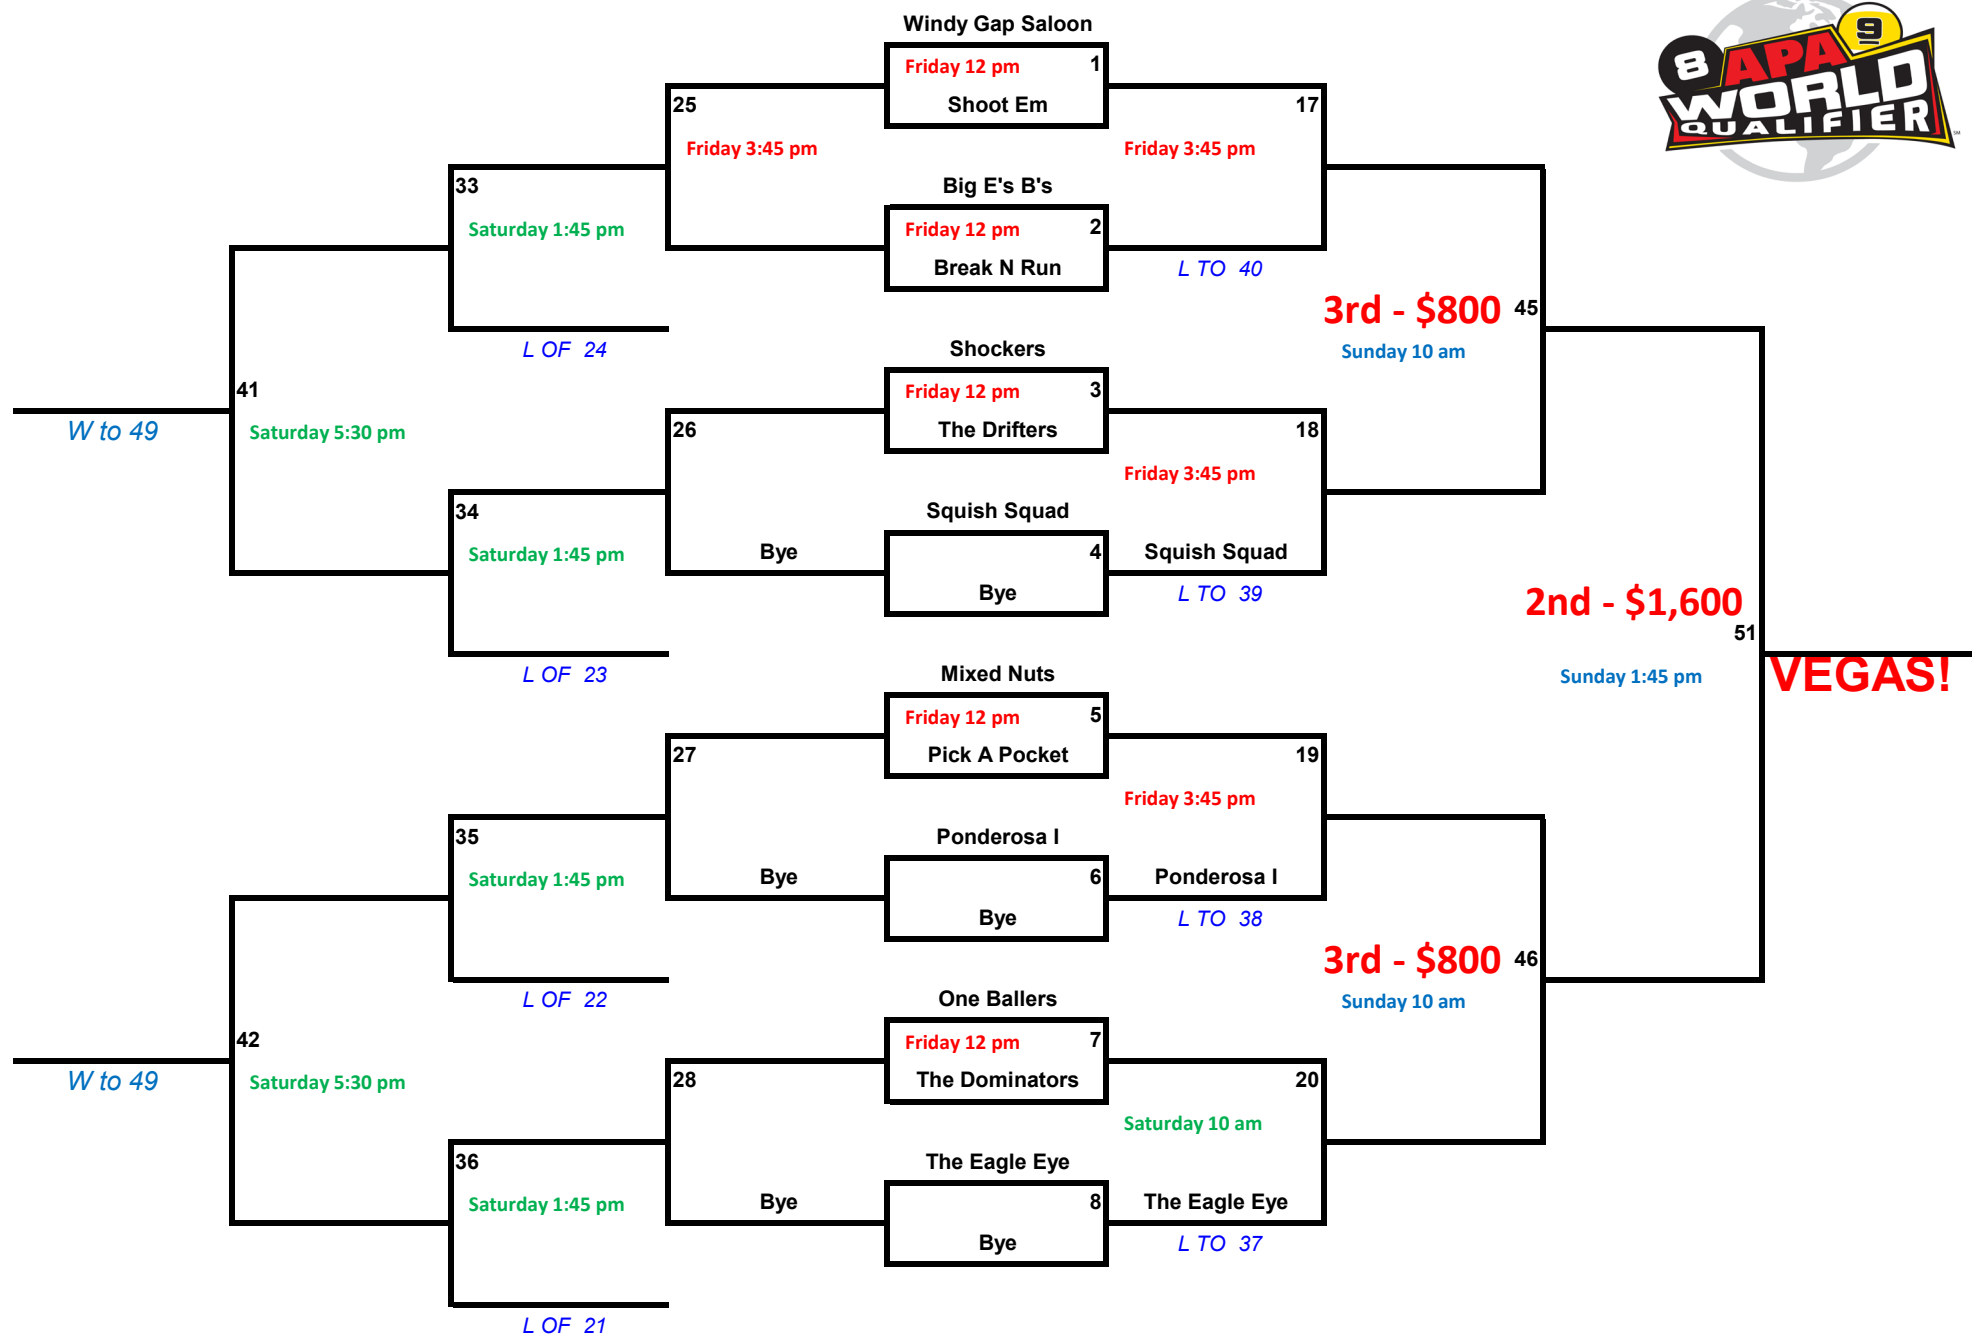 Windy Gap Saloon
8 APA 9
WORLD
QUALIFIER
SM
Friday 12 pm 1
25 Shoot Em 17
Friday 3:45 pm Friday 3:45 pm
33 Big E's B's
Saturday 1:45 pm Friday 12 pm 2
Break N Run L TO 40
3rd - $800 45
L OF 24 Shockers Sunday 10 am
41 Friday 12 pm 3
W to 49 Saturday 5:30 pm 26 The Drifters 18
Friday 3:45 pm
34 Squish Squad
Saturday 1:45 pm Bye 4 Squish Squad
Bye L TO 39
2nd - $1,600
51
L OF 23 Mixed Nuts Sunday 1:45 pm VEGAS!
Friday 12 pm 5
27 Pick A Pocket 19
Friday 3:45 pm
35 Ponderosa I
Saturday 1:45 pm Bye 6 Ponderosa I
Bye L TO 38
3rd - $800 46
L OF 22 One Ballers Sunday 10 am
42 Friday 12 pm 7
W to 49 Saturday 5:30 pm 28 The Dominators 20
Saturday 10 am
36 The Eagle Eye
Saturday 1:45 pm Bye 8 The Eagle Eye
Bye L TO 37
L OF 21